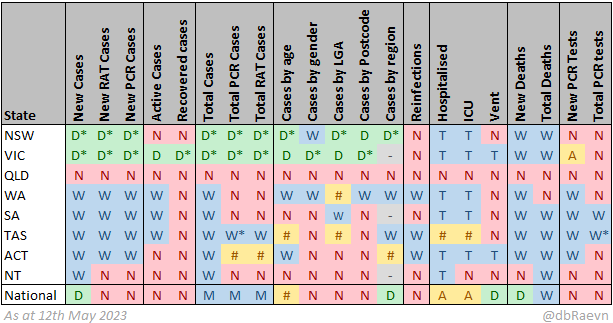 State New Cases New RAT Cases New PCR Cases Active Cases Recovered cases Total Cases Total PCR Cases Total RAT Cases Cases by age Cases by gender Cases by LGA Cases by Postcode Cases by region Reinfections Hospitalised ICU Vent New Deaths Total Deaths New PCR Tests Total PCR tests
NSW D* D* D* N N D* D* D* D* W D* D D* N T T N W W N N
VIC D* D* D* D D* D* D* D* D D* D D* - N T T T W W A N
QLD N N N N N N N N N N N N N N N N N N N N N
WA W W W W N W N N W W # W W N T T N W W N N
SA W W W W N W N N N N w N - N T T N W W W W
TAS W W W W N W W* W # N # N W N # # N W W W W*
ACT W W W N N W # # W N N N # N T T T W W W W
NT W N N N N W N N N N N N - N T N N N N N N
National D N N N N M M M # N N N D N A A D D W N N
As at 12th May 2023 @dbRaevn